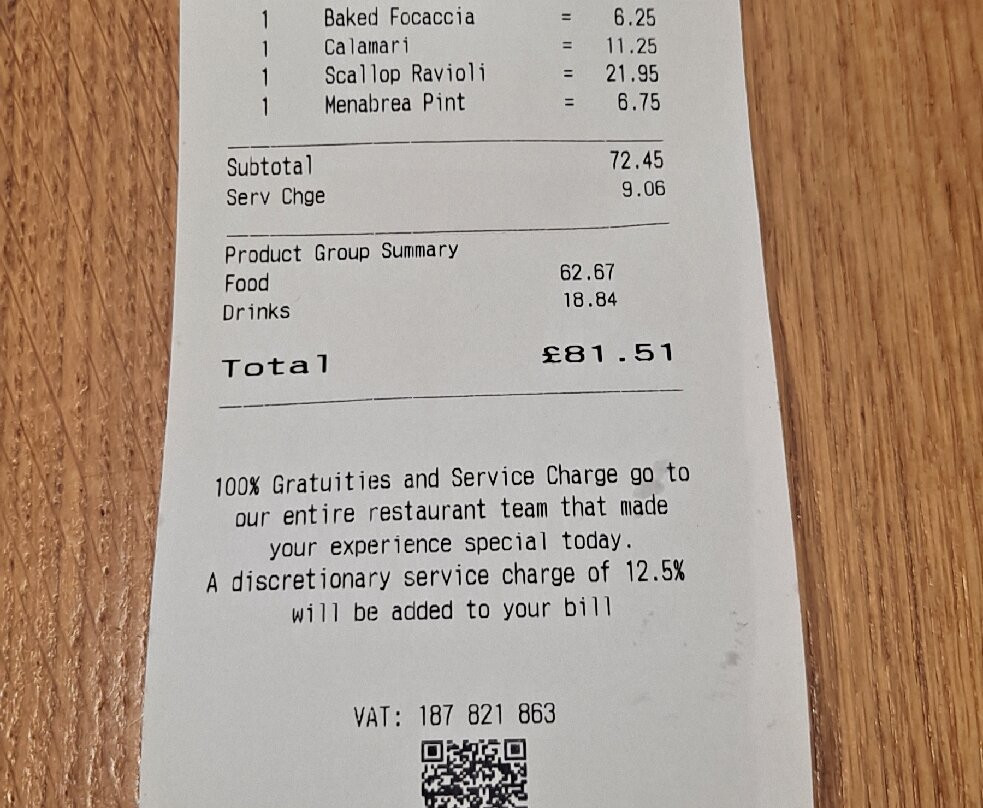 1 Baked Focaccia = 6.25
1 Calamari = 11.25
1 Scallop Ravioli = 21.95
1 Menabrea Pint = 6.75
Subtotal 72.45
Serv Chge 9.06
Product Group Summary
Food 62.67
Drinks 18.84
Total £81.51
100% Gratuities and Service Charge go to
our entire restaurant team that made
your experience special today.
A discretionary service charge of 12.5%
will be added to your bill
VAT: 187 821 863